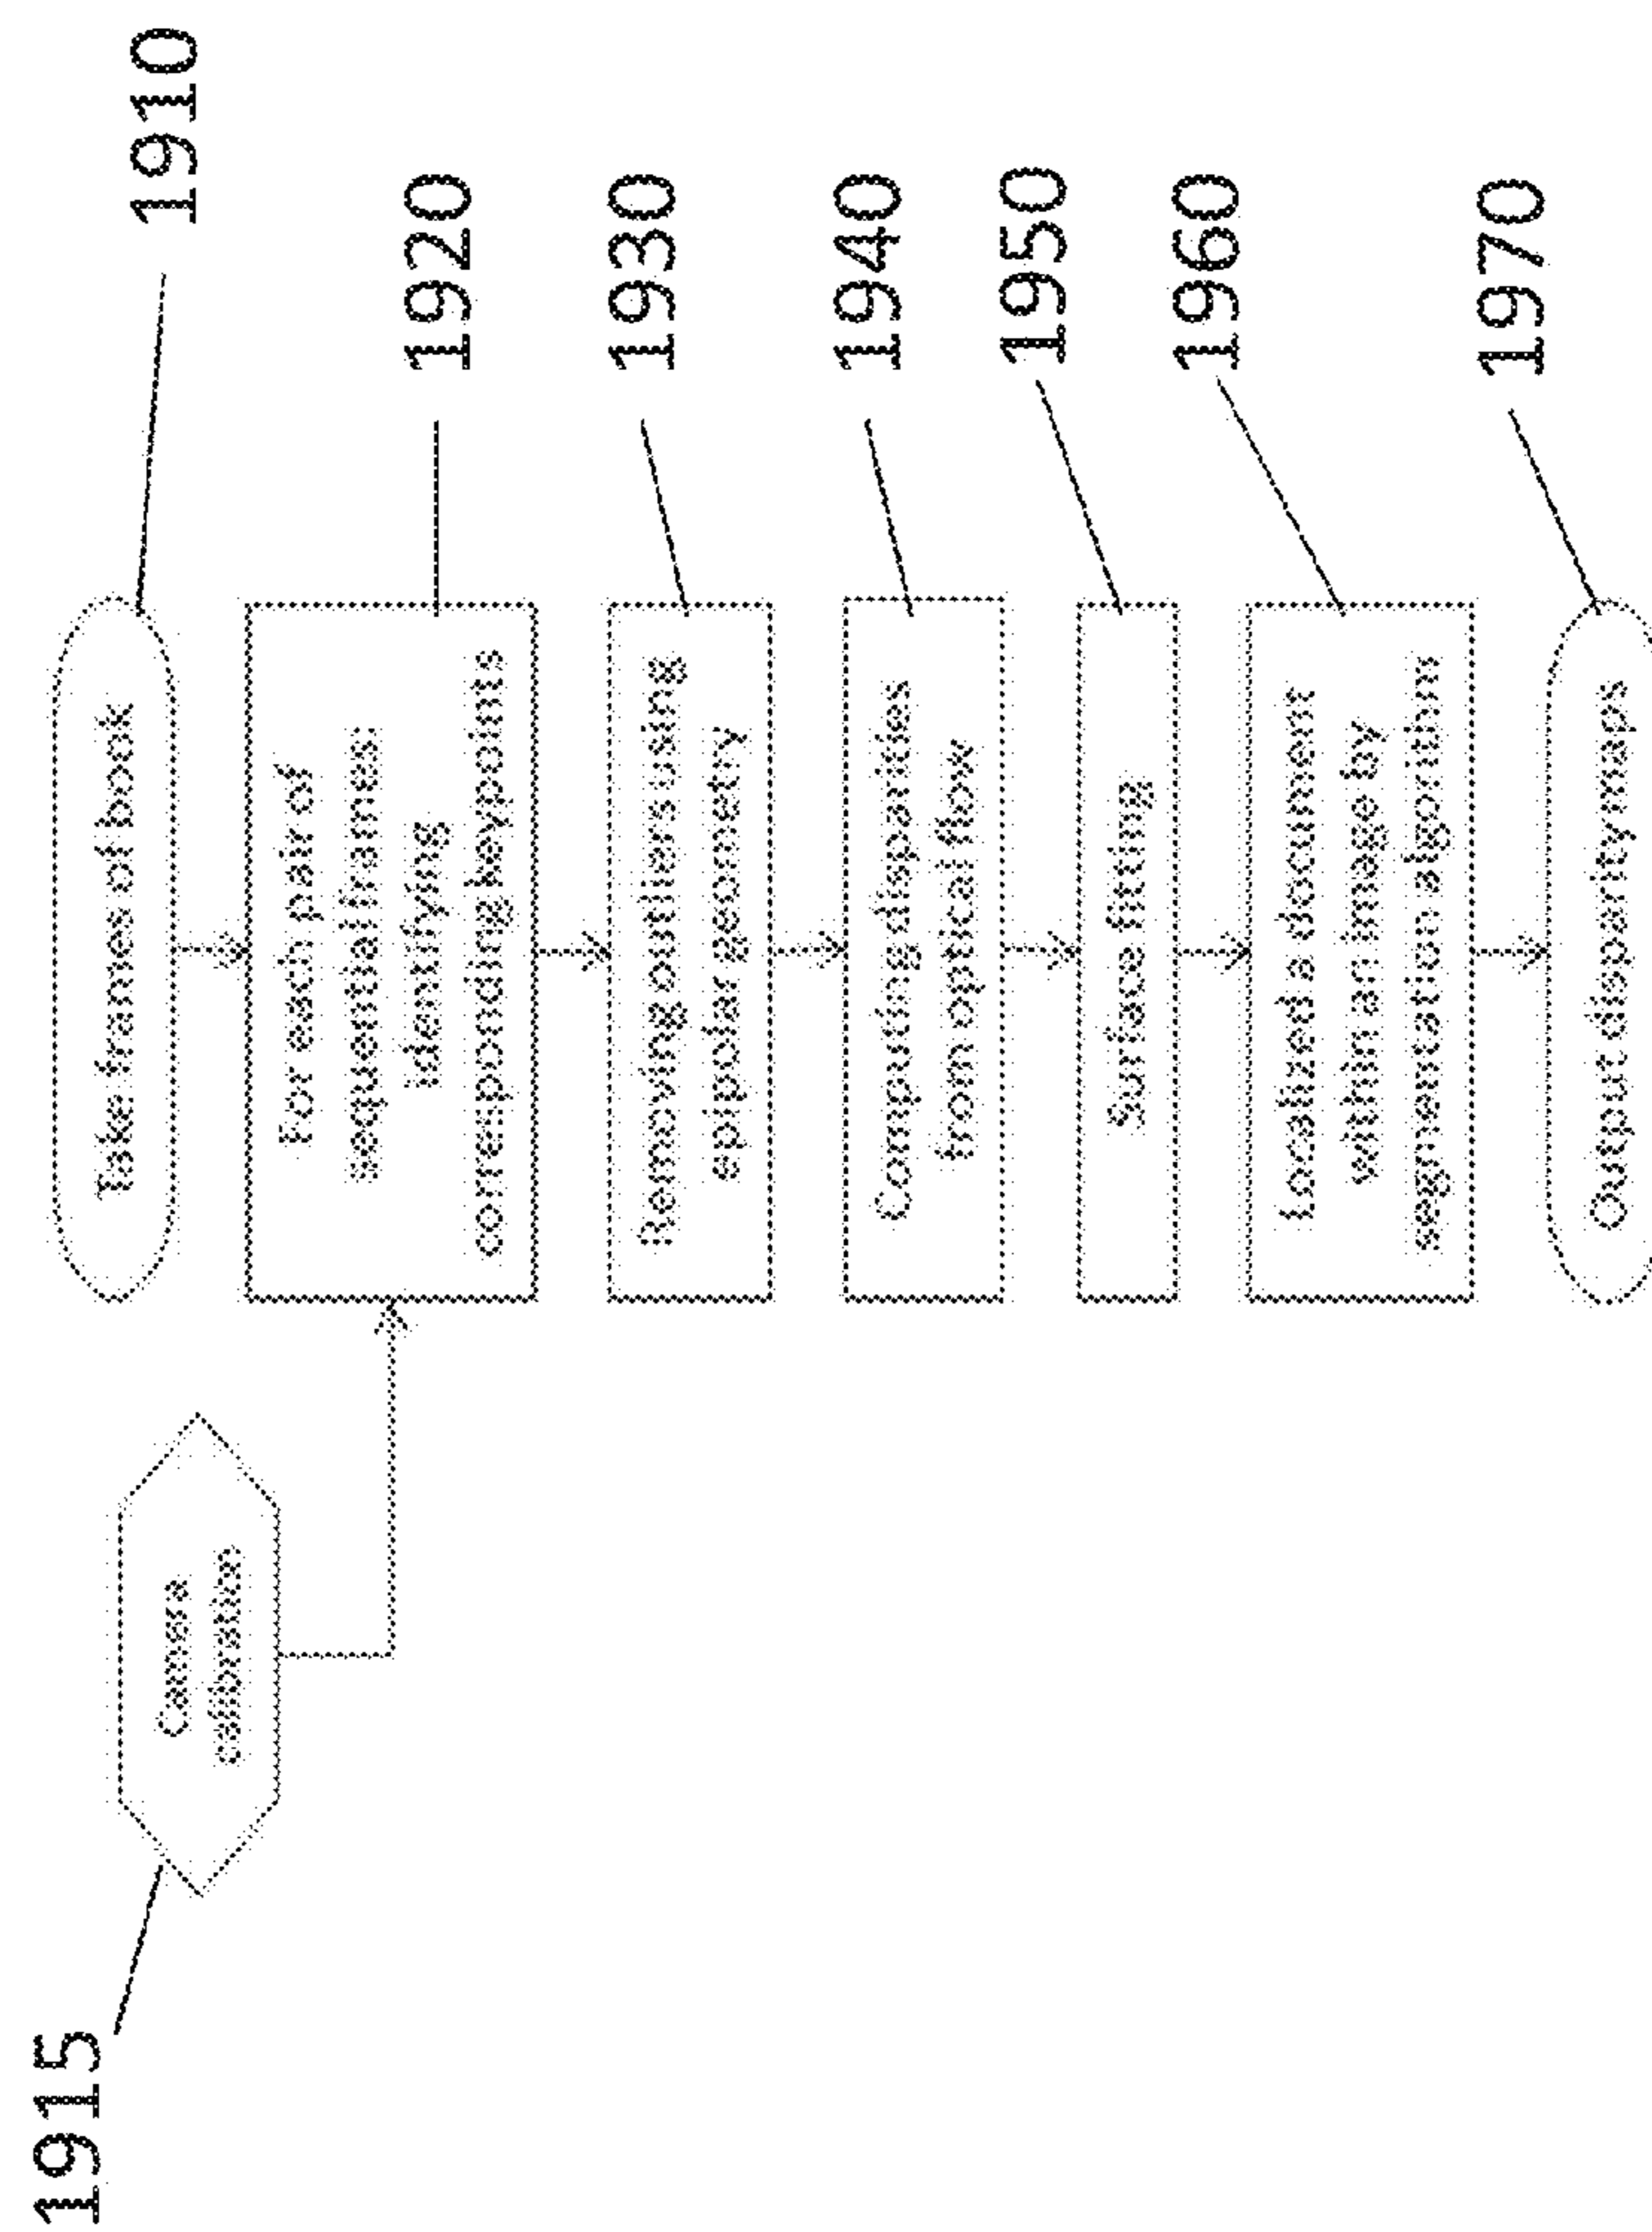 1915
Camera
calibration
Take frames of book
1910
For each pair of
sequential frames:
identifying
corresponding keypoints
1920
Removing outliers using
epipolar geometry
1930
Computing disparities
from optical flow
1940
Surface fitting
1950
Localized a document
within an image by
segmentation algorithm
1960
Output disparity maps
1970